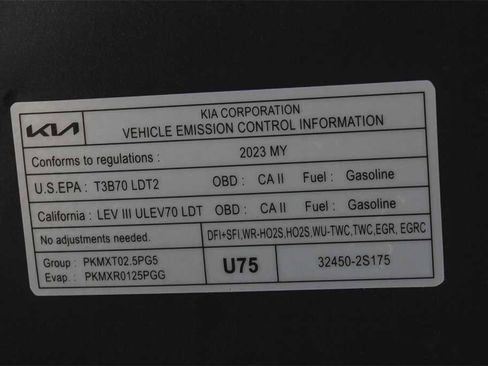 KIA
KIA CORPORATION
VEHICLE EMISSION CONTROL INFORMATION
Conforms to regulations : 2023 MY
U.S.EPA : T3B70 LDT2 OBD : CA II Fuel : Gasoline
California : LEV III ULEV70 LDT OBD : CA II Fuel : Gasoline
No adjustments needed. DFI+SFI,WR-HO2S,HO2S,WU-TWC,TWC,EGR, EGRC
Group : PKMXT02.5PG5
Evap. : PKMXR0125PGG
U75
32450-2S175